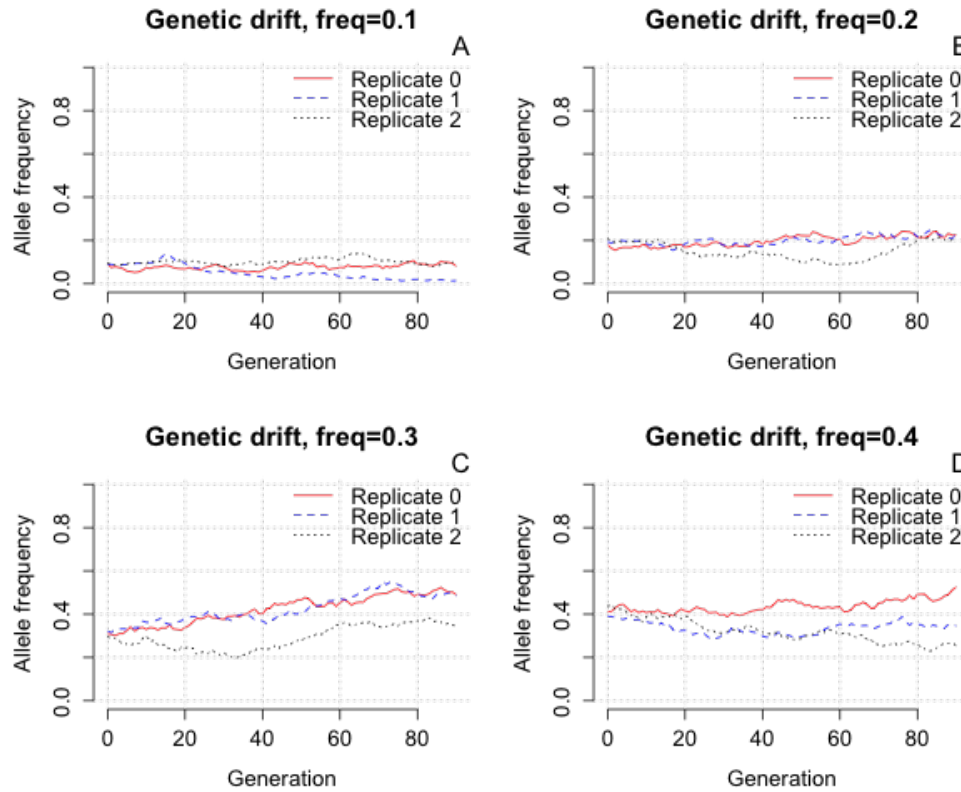 Genetic drift, freq=0.1
A
Replicate 0
Replicate 1
Replicate 2
Allele frequency
0.8
0.4
0.0
0 20 40 60 80
Generation
Genetic drift, freq=0.2
B
Replicate 0
Replicate 1
Replicate 2
Allele frequency
0.8
0.4
0.0
0 20 40 60 80
Generation
Genetic drift, freq=0.3
C
Replicate 0
Replicate 1
Replicate 2
Allele frequency
0.8
0.4
0.0
0 20 40 60 80
Generation
Genetic drift, freq=0.4
D
Replicate 0
Replicate 1
Replicate 2
Allele frequency
0.8
0.4
0.0
0 20 40 60 80
Generation